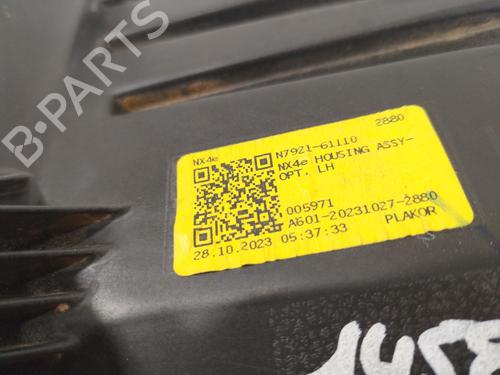 NX4e N7921-61110 2880
NX4e HOUSING ASSY-
OPT. LH
005971
A601-20231027-2880
28.10.2023 05:37:33 PLAKOR
B-PARTS